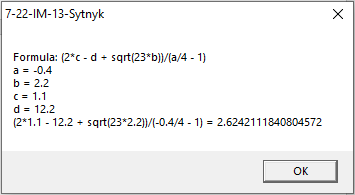 7-22-IM-13-Sytnyk
Formula: (2*c - d + sqrt(23*b))/(a/4 - 1)
a = -0.4
b = 2.2
c = 1.1
d = 12.2
(2*1.1 - 12.2 + sqrt(23*2.2))/(-0.4/4 - 1) = 2.6242111840804572
OK